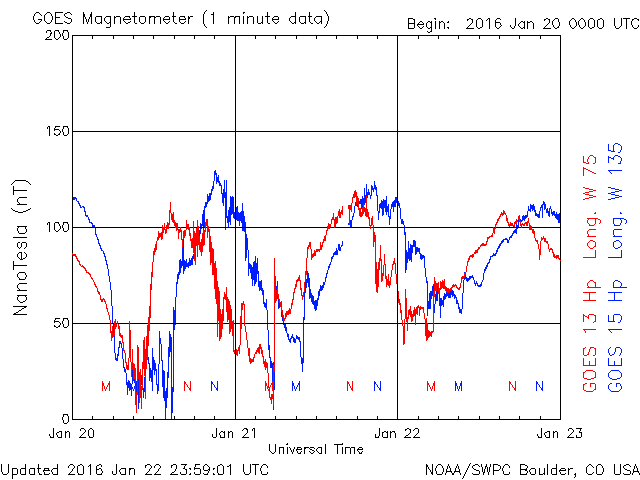 GOES Magnetometer (1 minute data)
Begin: 2016 Jan 20 0000 UTC
200
150
100
50
0
NanoTesla (nT)
M N N M M N N M M N N
Jan 20 Jan 21 Jan 22 Jan 23
Universal Time
GOES 13 Hp Long. W 75
GOES 15 Hp Long. W 135
Updated 2016 Jan 22 23:59:01 UTC
NOAA/SWPC Boulder, CO USA